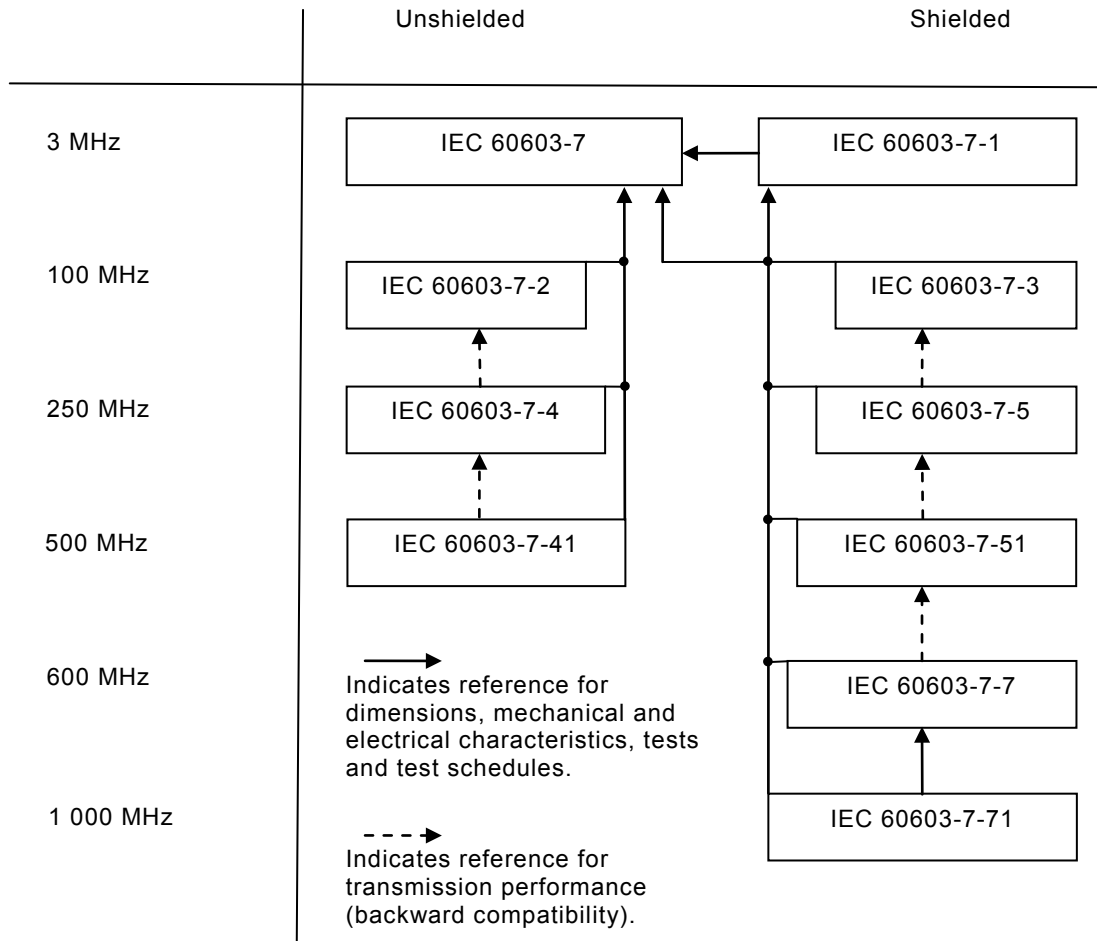 Unshielded Shielded
3 MHz IEC 60603-7 IEC 60603-7-1
100 MHz IEC 60603-7-2 IEC 60603-7-3
250 MHz IEC 60603-7-4 IEC 60603-7-5
500 MHz IEC 60603-7-41 IEC 60603-7-51
600 MHz IEC 60603-7-7
Indicates reference for
dimensions, mechanical and
electrical characteristics, tests
and test schedules.
1 000 MHz IEC 60603-7-71
Indicates reference for
transmission performance
(backward compatibility).